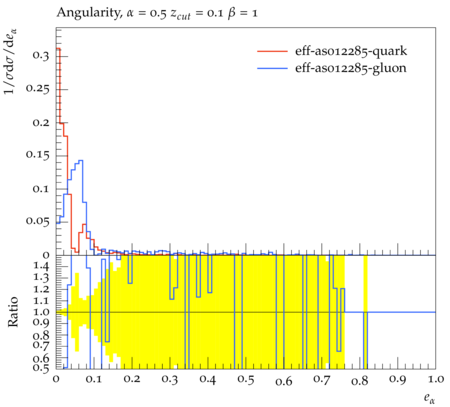 Angularity, α = 0.5 z_cut = 0.1 β = 1
1/σdσ/de_α
eff-as012285-quark
eff-as012285-gluon
0.3
0.25
0.2
0.15
0.1
0.05
0
Ratio
1.4
1.3
1.2
1.1
1.0
0.9
0.8
0.7
0.6
0.5
0 0.1 0.2 0.3 0.4 0.5 0.6 0.7 0.8 0.9 1.0
e_α